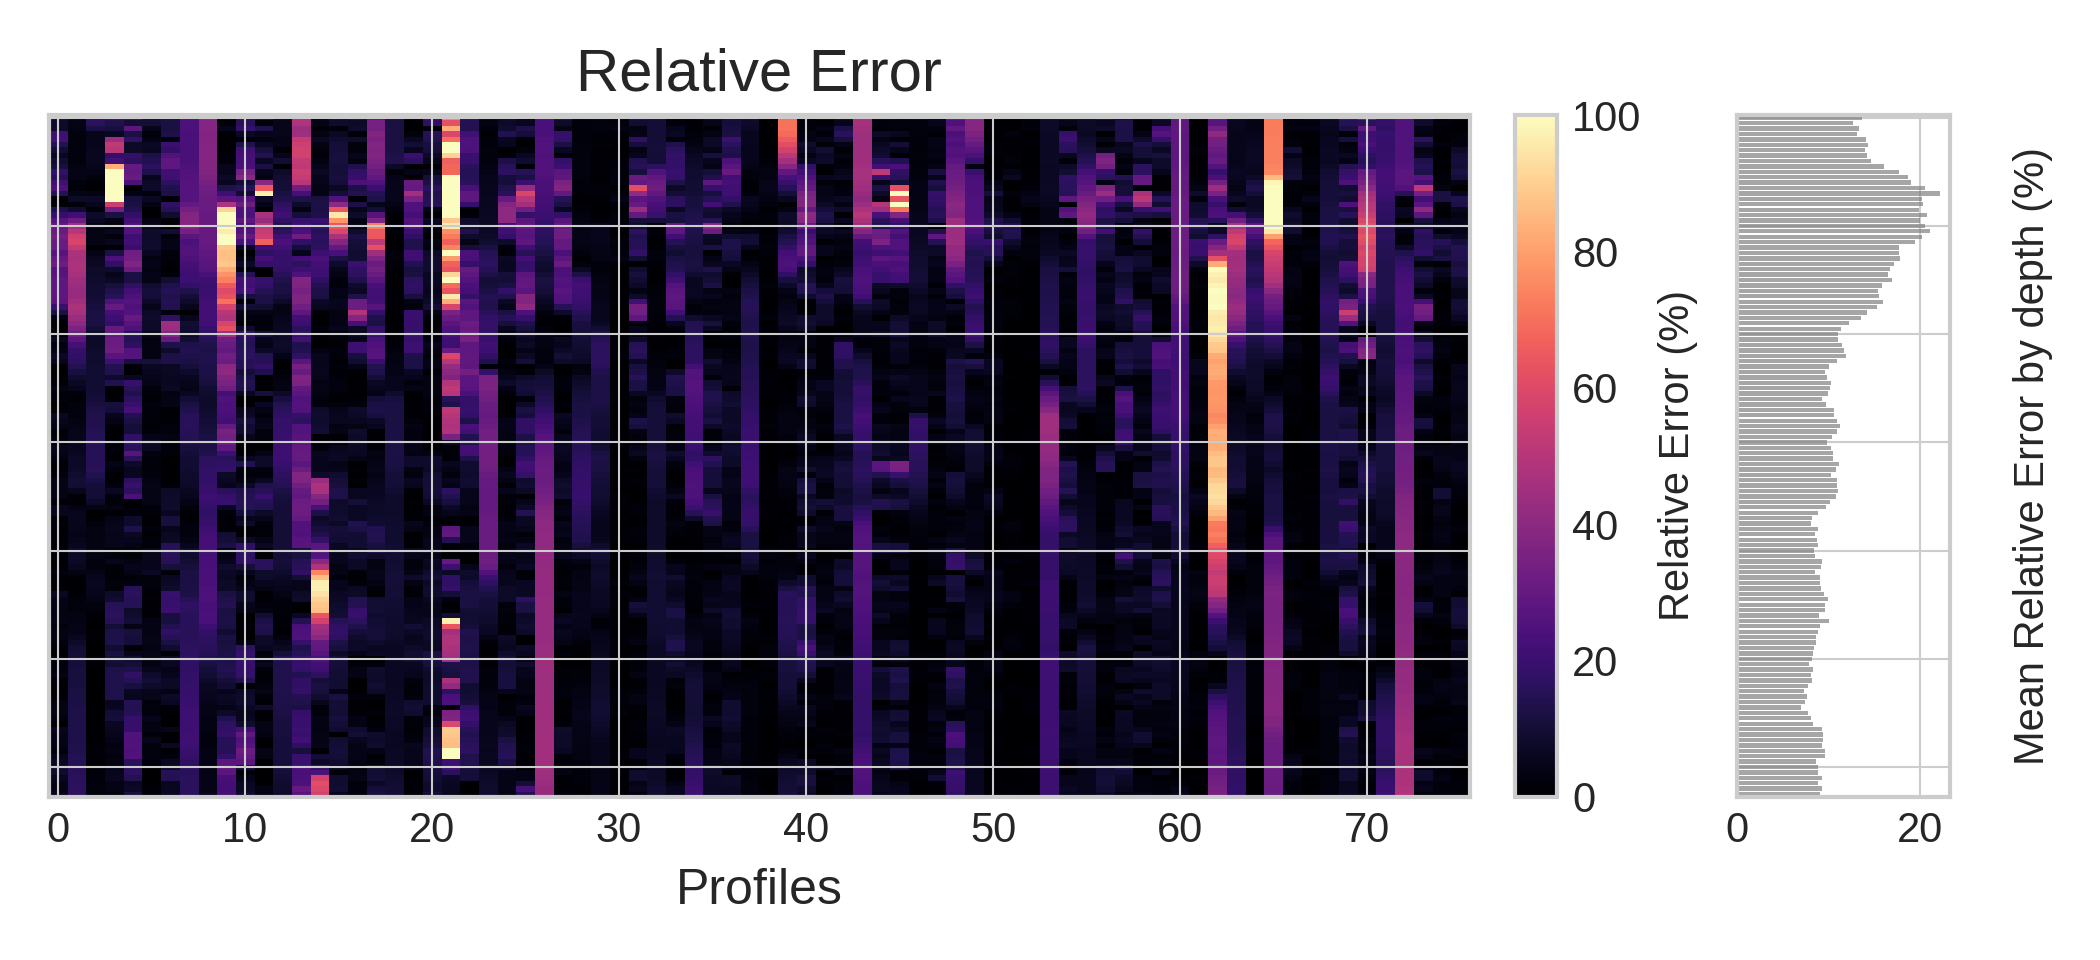 Relative Error
0 10 20 30 40 50 60 70
Profiles
100
80
60
40
20
0
Relative Error (%)
0 20
Mean Relative Error by depth (%)